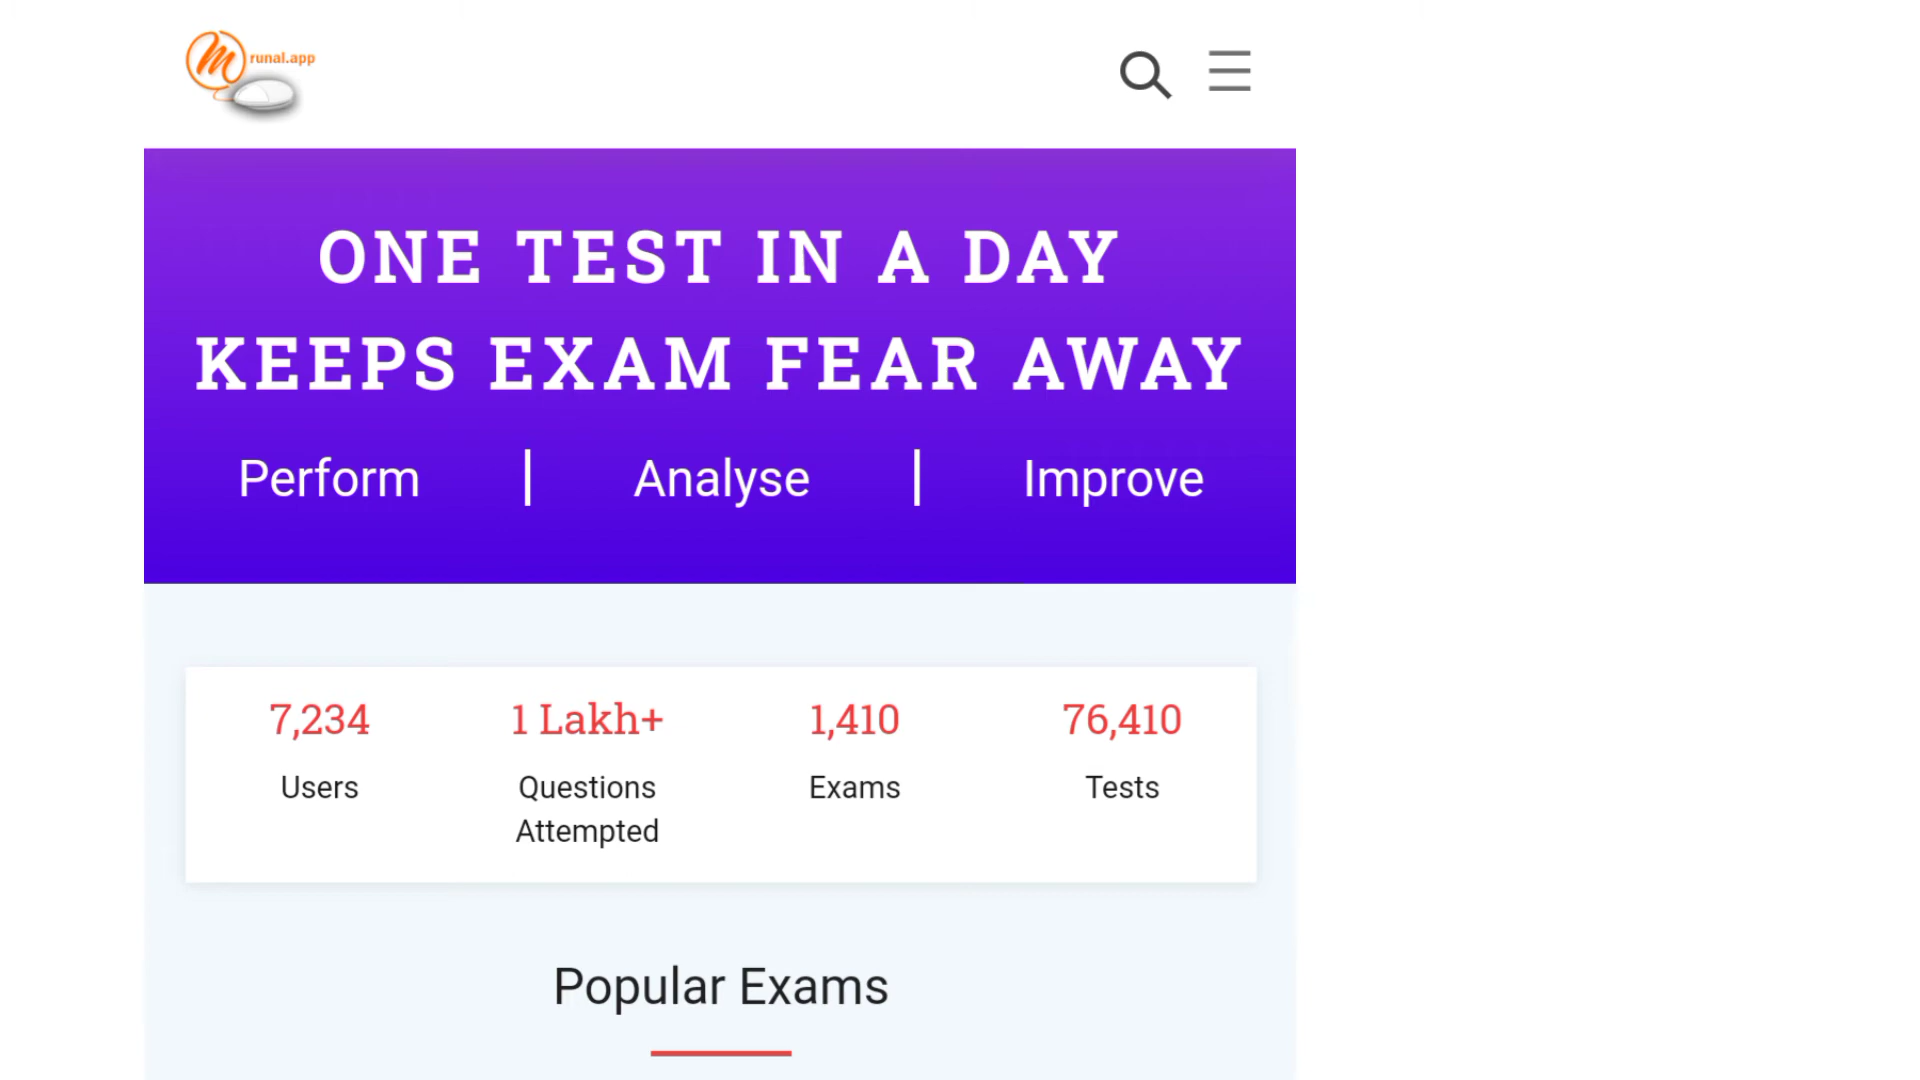 Mrunal.app
ONE TEST IN A DAY
KEEPS EXAM FEAR AWAY
Perform | Analyse | Improve
7,234 1 Lakh+ 1,410 76,410
Users Questions Exams Tests
Attempted
Popular Exams